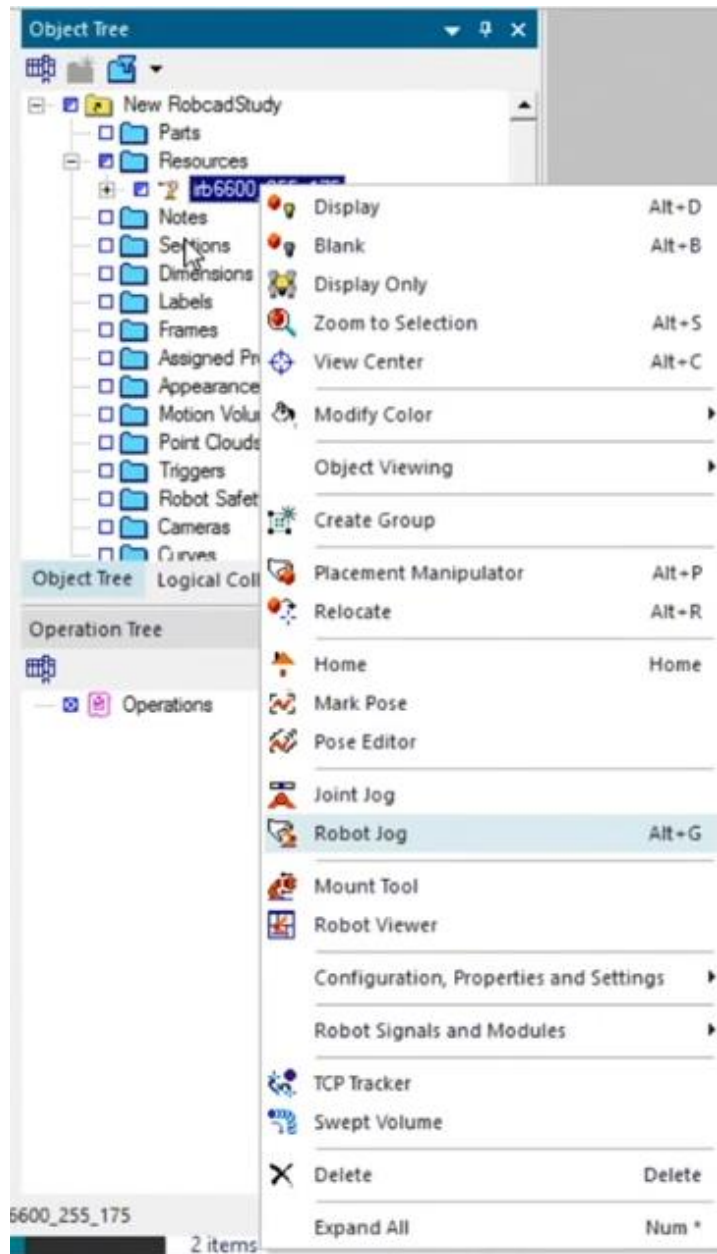 Object Tree
New RobcadStudy
Parts
Resources
irb6600_255_175
Notes
Sections
Dimensions
Labels
Frames
Assigned Pr
Appearance
Motion Volu
Point Clouds
Triggers
Robot Safet
Cameras
Curves
Object Tree Logical Coll
Operation Tree
Operations
6600_255_175
2 items
Display Alt+D
Blank Alt+B
Display Only
Zoom to Selection Alt+S
View Center Alt+C
Modify Color
Object Viewing
Create Group
Placement Manipulator Alt+P
Relocate Alt+R
Home Home
Mark Pose
Pose Editor
Joint Jog
Robot Jog Alt+G
Mount Tool
Robot Viewer
Configuration, Properties and Settings
Robot Signals and Modules
TCP Tracker
Swept Volume
Delete Delete
Expand All Num *